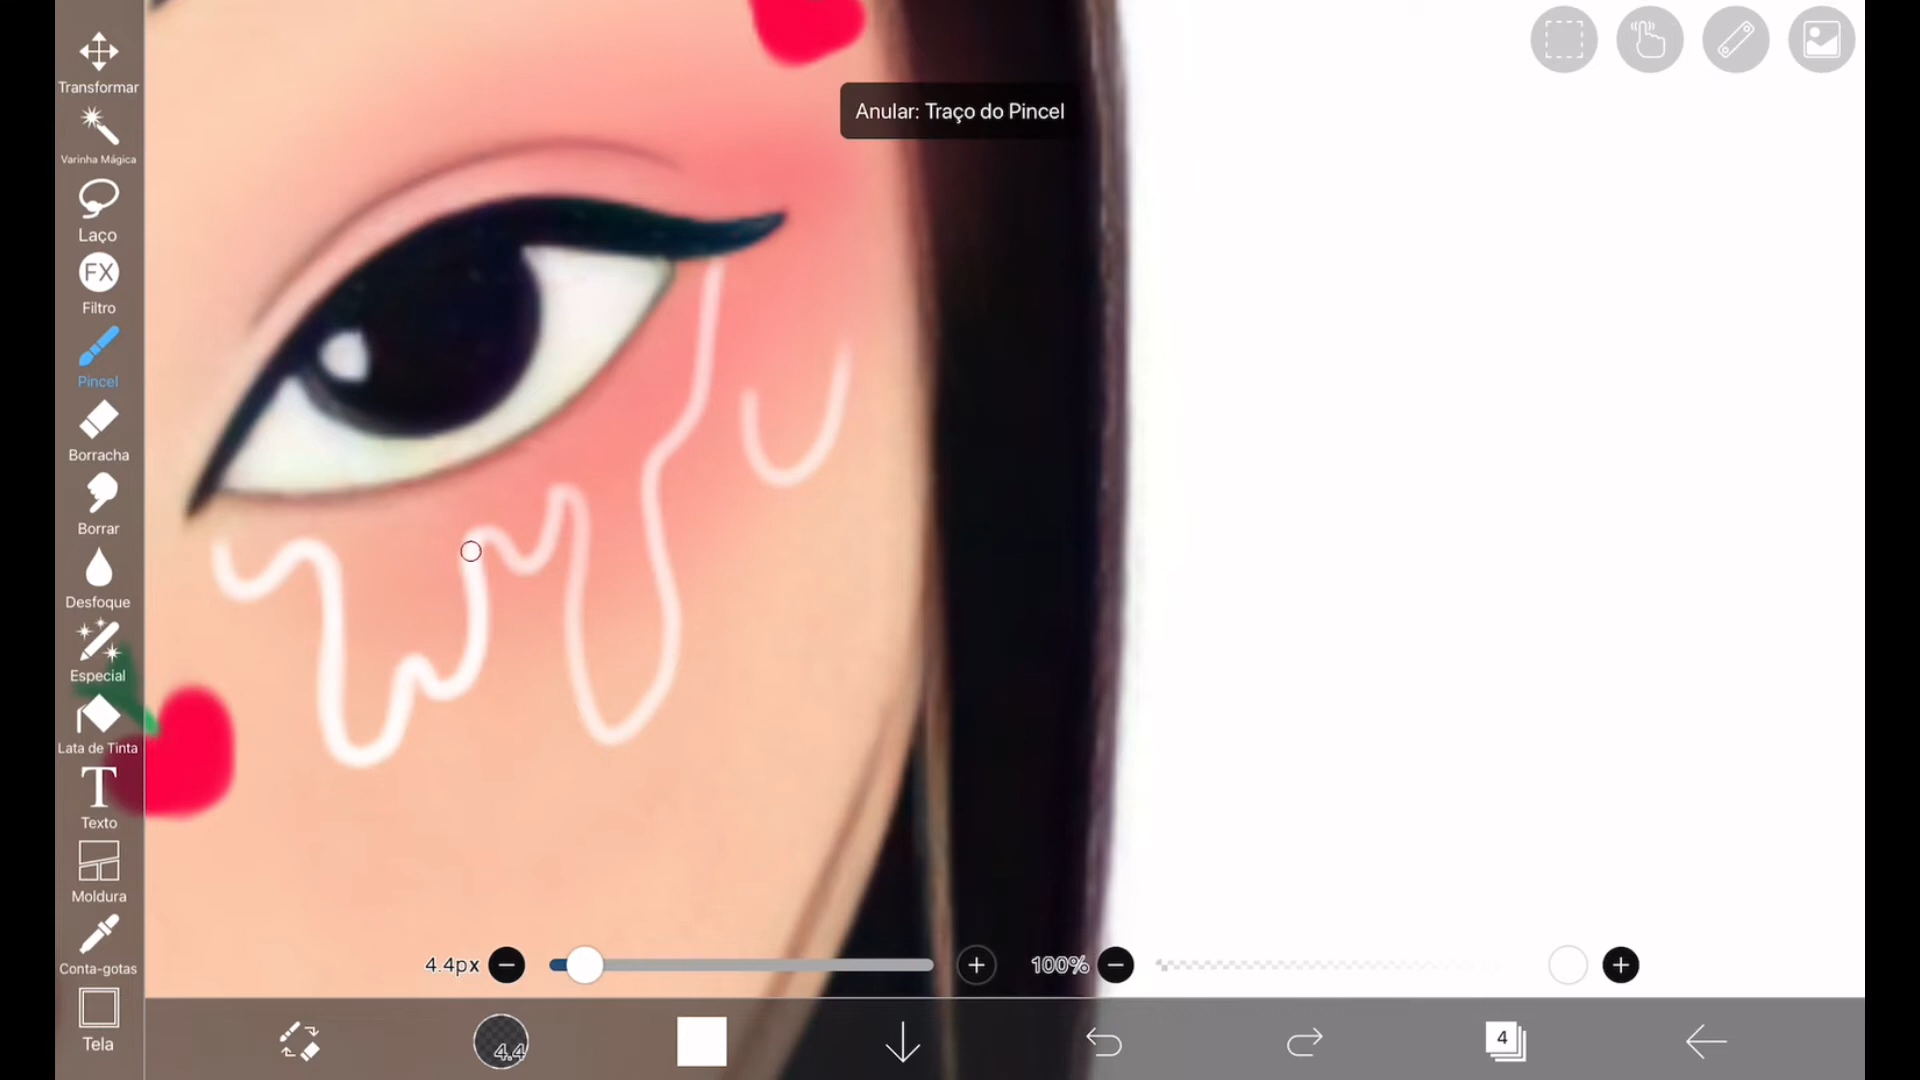 Transformar
Varinha Mágica
Laço
FX
Filtro
Pincel
Borracha
Borrar
Desfoque
Especial
Lata de Tinta
T
Texto
Moldura
Conta-gotas
Tela
Anular: Traço do Pincel
4.4px
100%
4.4
4